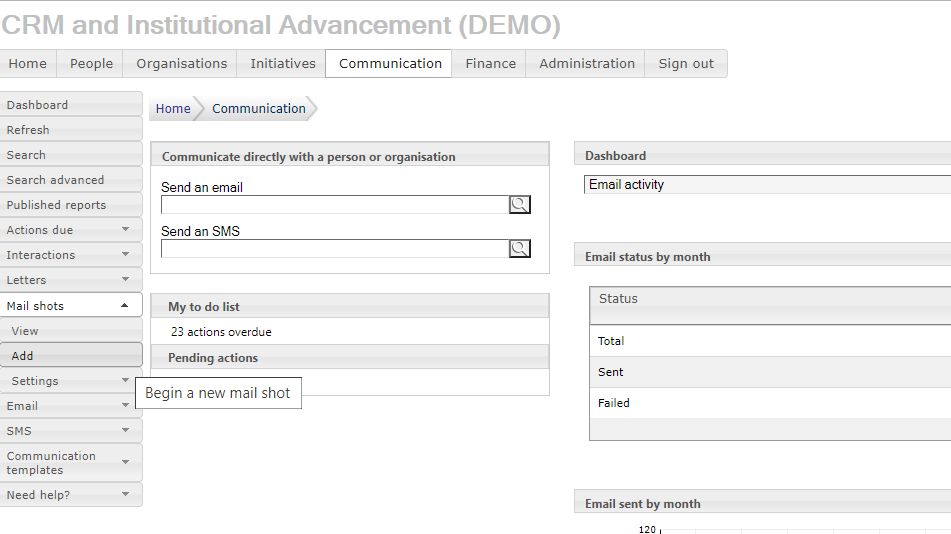 CRM and Institutional Advancement (DEMO)
Home People Organisations Initiatives Communication Finance Administration Sign out
Dashboard
Refresh
Search
Search advanced
Published reports
Actions due
Interactions
Letters
Mail shots
View
Add
Settings
Email
SMS
Communication
templates
Need help?
Begin a new mail shot
Home Communication
Communicate directly with a person or organisation
Send an email
Send an SMS
My to do list
23 actions overdue
Pending actions
Dashboard
Email activity
Email status by month
Status
Total
Sent
Failed
Email sent by month
120